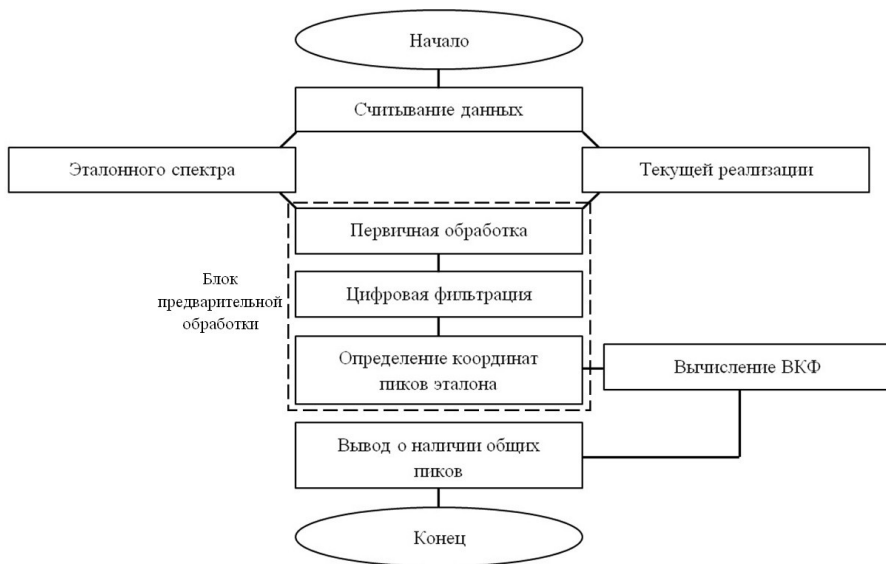 Начало
Считывание данных
Эталонного спектра
Текущей реализации
Первичная обработка
Блок
предварительной
обработки
Цифровая фильтрация
Определение координат
пиков эталона
Вычисление ВКФ
Вывод о наличии общих
пиков
Конец